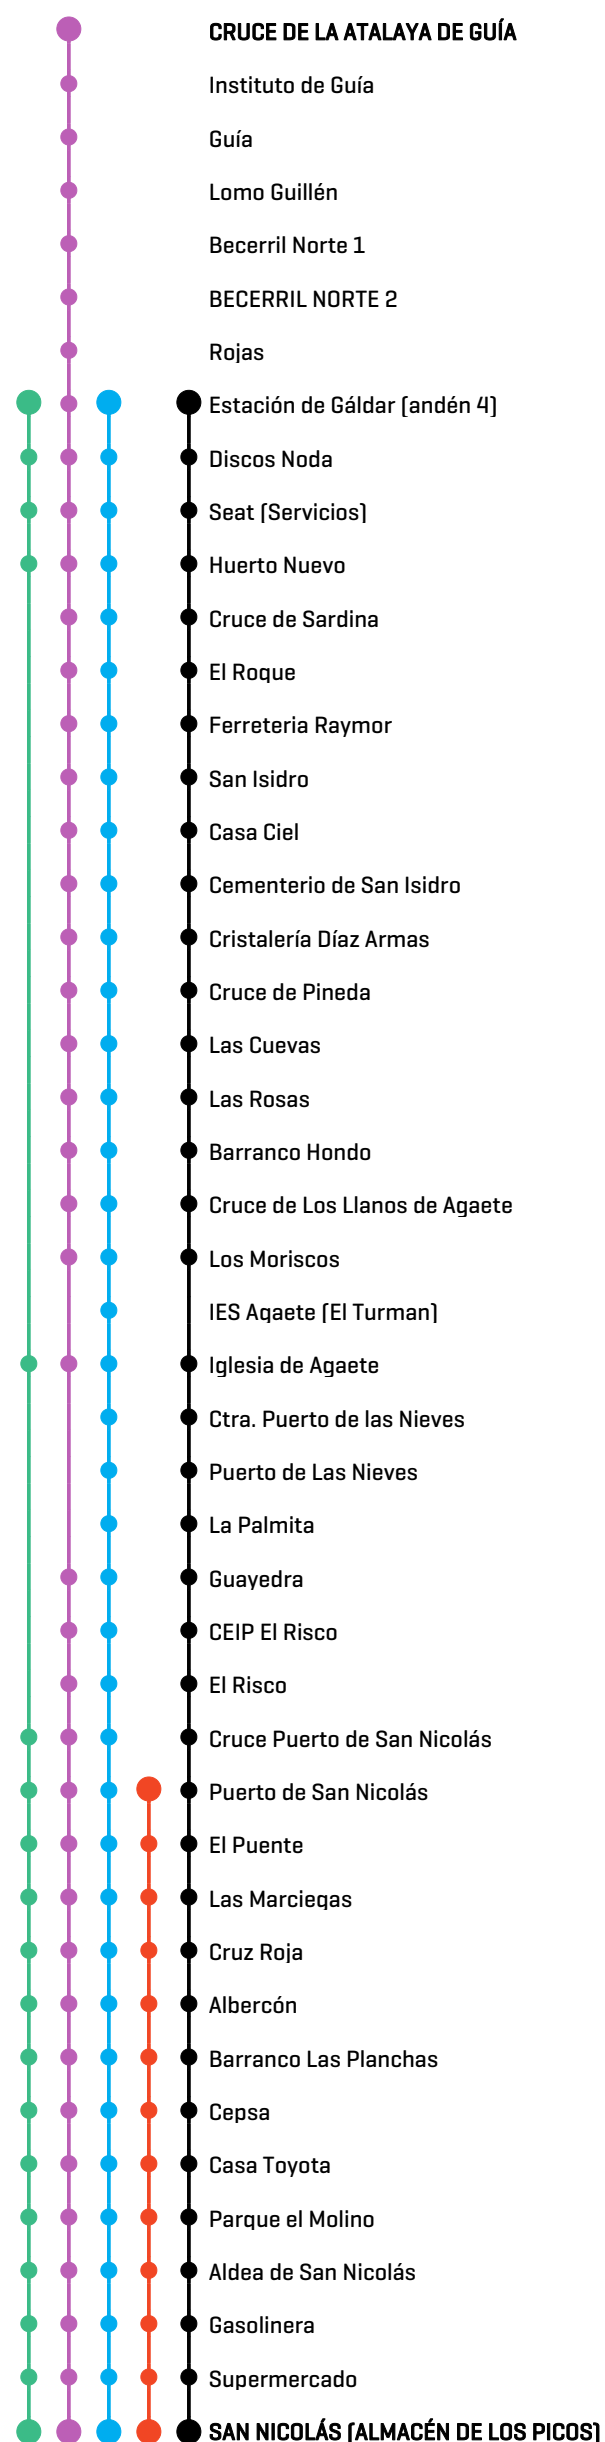 CRUCE DE LA ATALAYA DE GUÍA
Instituto de Guía
Guía
Lomo Guillén
Becerril Norte 1
BECERRIL NORTE 2
Rojas
Estación de Gáldar (andén 4)
Discos Noda
Seat (Servicios)
Huerto Nuevo
Cruce de Sardina
El Roque
Ferreteria Raymor
San Isidro
Casa Ciel
Cementerio de San Isidro
Cristalería Díaz Armas
Cruce de Pineda
Las Cuevas
Las Rosas
Barranco Hondo
Cruce de Los Llanos de Agaete
Los Moriscos
IES Agaete (El Turman)
Iglesia de Agaete
Ctra. Puerto de las Nieves
Puerto de Las Nieves
La Palmita
Guayedra
CEIP El Risco
El Risco
Cruce Puerto de San Nicolás
Puerto de San Nicolás
El Puente
Las Marciegas
Cruz Roja
Albercón
Barranco Las Planchas
Cepsa
Casa Toyota
Parque el Molino
Aldea de San Nicolás
Gasolinera
Supermercado
SAN NICOLÁS (ALMACÉN DE LOS PICOS)